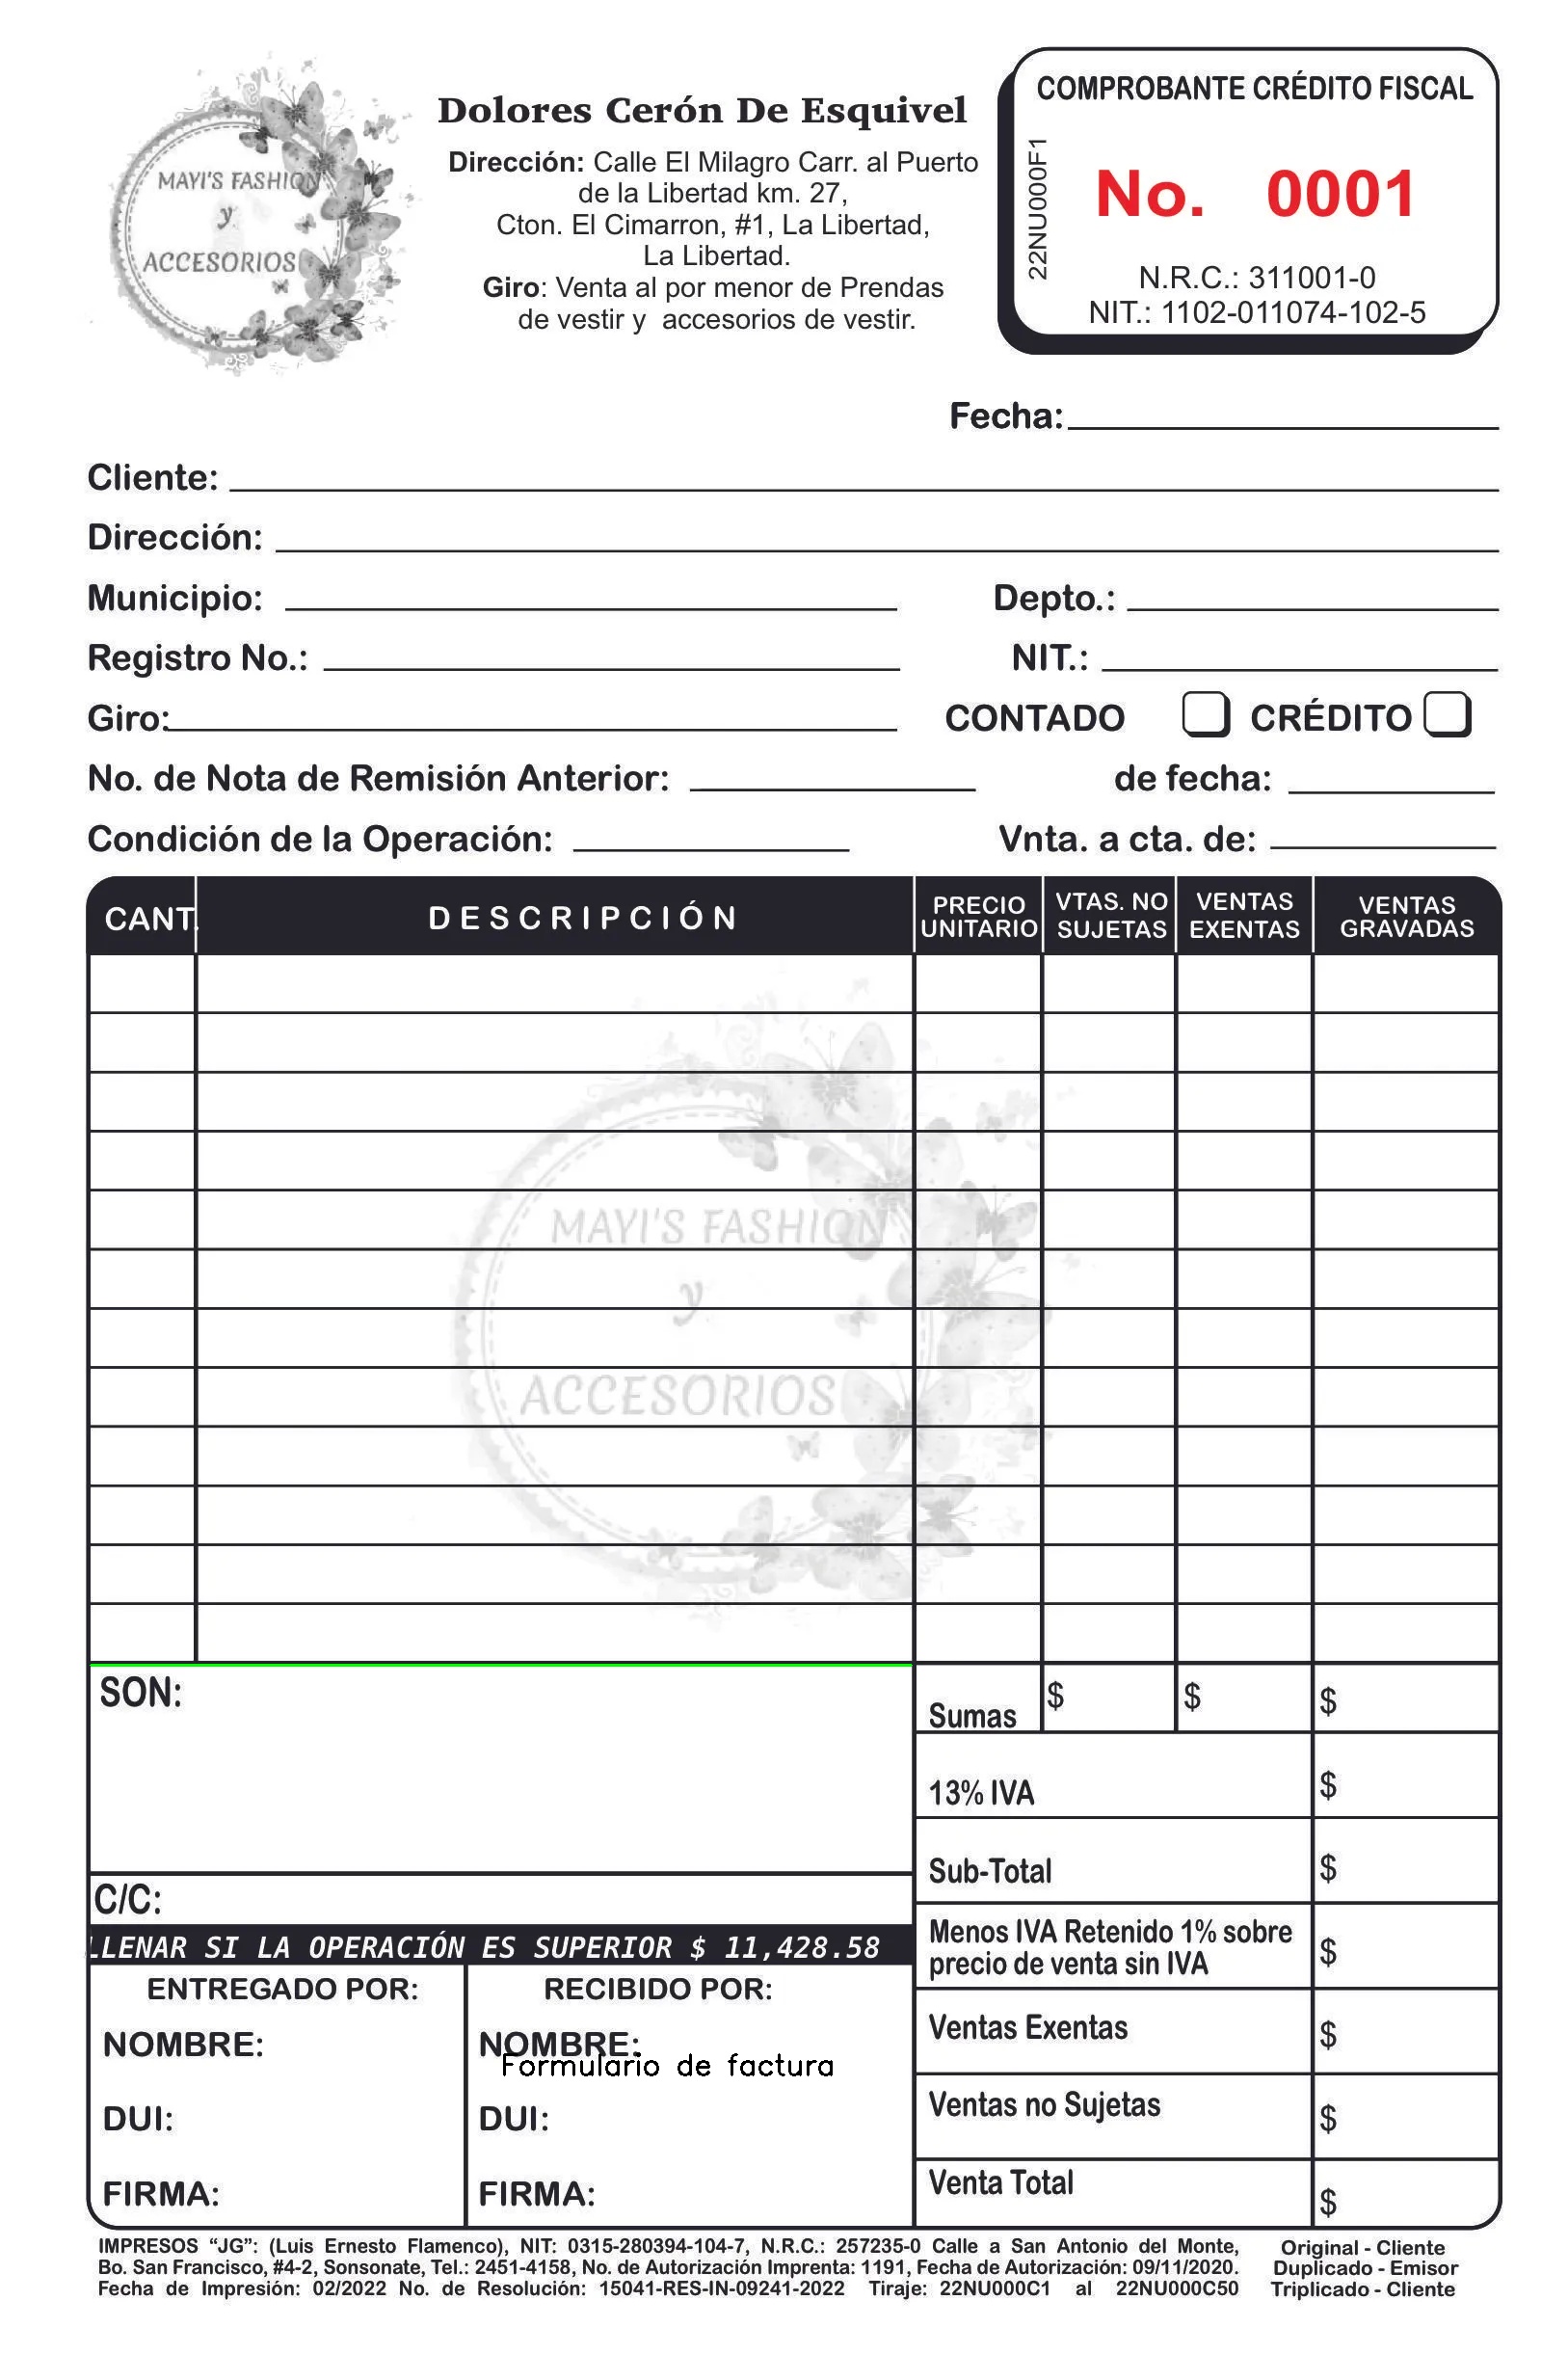 MAYI'S FASHION
y
ACCESORIOS
Dolores Cerón De Esquivel
Dirección: Calle El Milagro Carr. al Puerto
de la Libertad km. 27,
Cton. El Cimarron, #1, La Libertad,
La Libertad.
Giro: Venta al por menor de Prendas
de vestir y accesorios de vestir.
COMPROBANTE CRÉDITO FISCAL
22NU000F1
No. 0001
N.R.C.: 311001-0
NIT.: 1102-011074-102-5
Fecha:
Cliente:
Dirección:
Municipio: Depto.:
Registro No.: NIT.:
Giro: CONTADO CRÉDITO
No. de Nota de Remisión Anterior: de fecha:
Condición de la Operación: Vnta. a cta. de:
CANT. DESCRIPCIÓN PRECIO UNITARIO VTAS. NO SUJETAS VENTAS EXENTAS VENTAS GRAVADAS
MAYI'S FASHION
y
ACCESORIOS
SON:
Sumas $ $ $
13% IVA $
Sub-Total $
C/C:
Menos IVA Retenido 1% sobre
precio de venta sin IVA $
LLENAR SI LA OPERACIÓN ES SUPERIOR $ 11,428.58
ENTREGADO POR: RECIBIDO POR:
Ventas Exentas $
NOMBRE: NOMBRE:
Formulario de factura
Ventas no Sujetas $
DUI: DUI:
Venta Total $
FIRMA: FIRMA:
IMPRESOS “JG”: (Luis Ernesto Flamenco), NIT: 0315-280394-104-7, N.R.C.: 257235-0 Calle a San Antonio del Monte,
Bo. San Francisco, #4-2, Sonsonate, Tel.: 2451-4158, No. de Autorización Imprenta: 1191, Fecha de Autorización: 09/11/2020.
Fecha de Impresión: 02/2022 No. de Resolución: 15041-RES-IN-09241-2022 Tiraje: 22NU000C1 al 22NU000C50
Original - Cliente
Duplicado - Emisor
Triplicado - Cliente